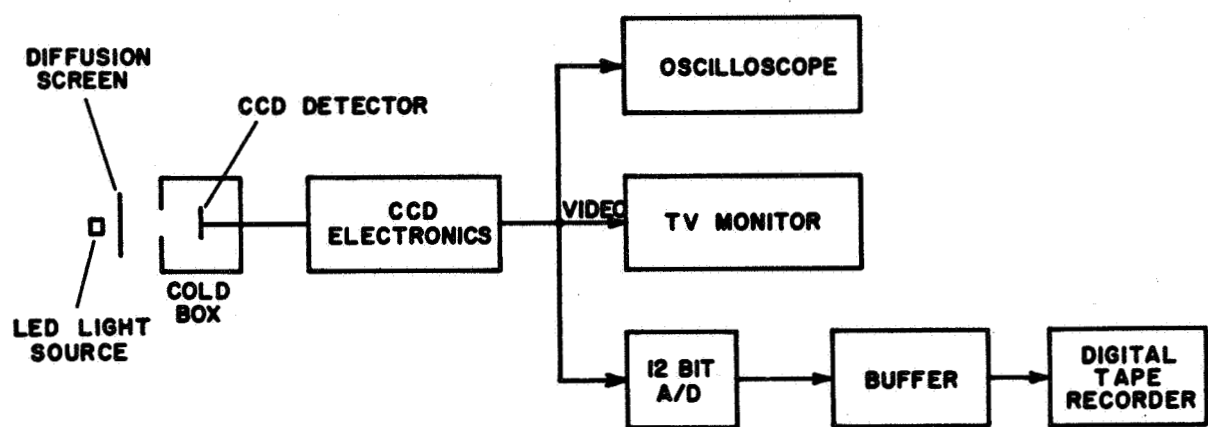 DIFFUSION
SCREEN
CCD DETECTOR
OSCILLOSCOPE
CCD
ELECTRONICS
VIDEO
TV MONITOR
COLD
BOX
LED LIGHT
SOURCE
12 BIT
A/D
BUFFER
DIGITAL
TAPE
RECORDER